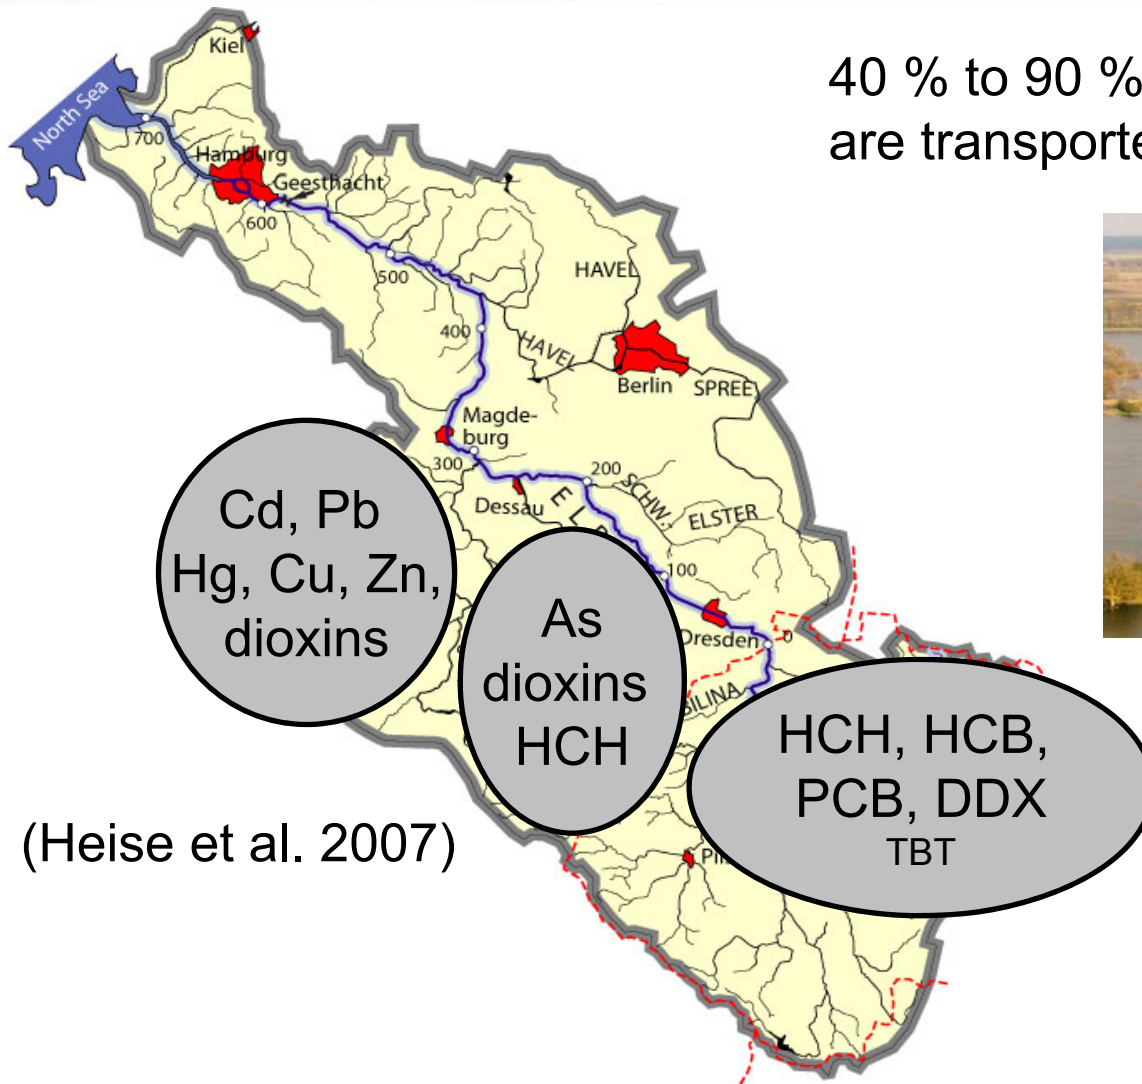 40 % to 90 %
are transporte
Kiel
North Sea
700
Hamburg
Geesthacht
600
500
HAVEL
400
HAVEL
Berlin
SPREE
Magde-
burg
300
200
Dessau
SCHW.
ELSTER
100
Dresden
0
BILINA
Cd, Pb
Hg, Cu, Zn,
dioxins
As
dioxins
HCH
HCH, HCB,
PCB, DDX
TBT
(Heise et al. 2007)